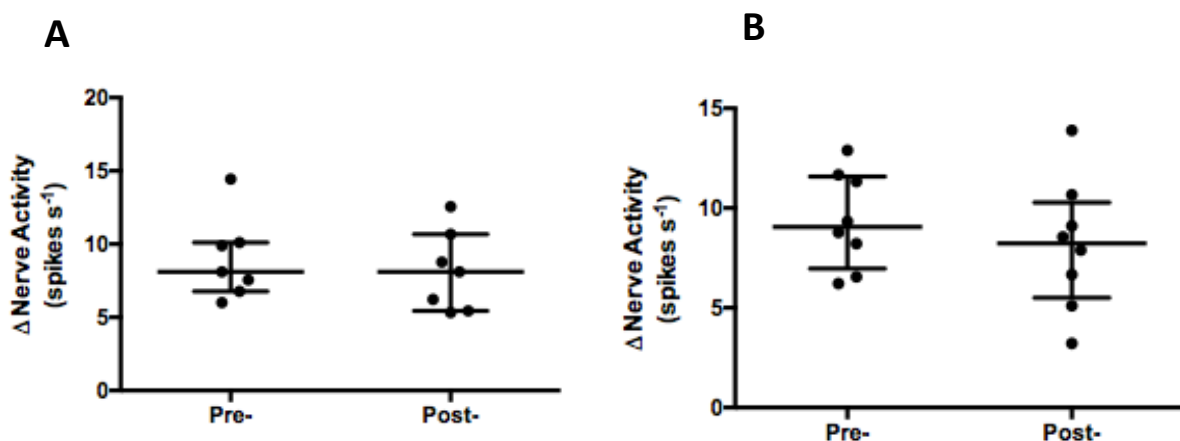 A
Δ Nerve Activity
(spikes s⁻¹)
20
15
10
5
0
Pre-
Post-
B
Δ Nerve Activity
(spikes s⁻¹)
15
10
5
0
Pre-
Post-